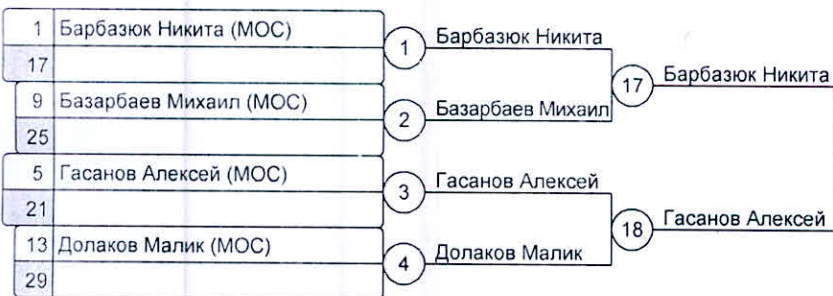 1 Барбазюк Никита (МОС)
17
1 Барбазюк Никита
9 Базарбаев Михаил (МОС)
25
2 Базарбаев Михаил
17 Барбазюк Никита
5 Гасанов Алексей (МОС)
21
3 Гасанов Алексей
13 Долаков Малик (МОС)
29
4 Долаков Малик
18 Гасанов Алексей